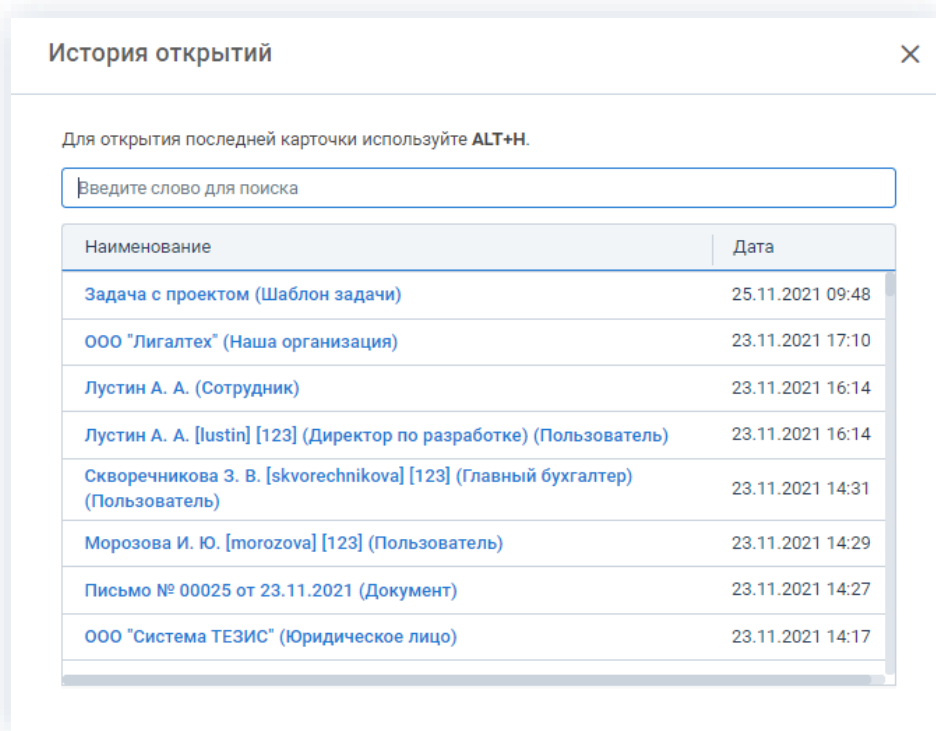 История открытий
Для открытия последней карточки используйте ALT+H.
Введите слово для поиска
Наименование Дата
Задача с проектом (Шаблон задачи) 25.11.2021 09:48
ООО "Лигалтех" (Наша организация) 23.11.2021 17:10
Лустин А. А. (Сотрудник) 23.11.2021 16:14
Лустин А. А. [lustin] [123] (Директор по разработке) (Пользователь) 23.11.2021 16:14
Скворечникова З. В. [skvorechnikova] [123] (Главный бухгалтер)
(Пользователь) 23.11.2021 14:31
Морозова И. Ю. [morozova] [123] (Пользователь) 23.11.2021 14:29
Письмо № 00025 от 23.11.2021 (Документ) 23.11.2021 14:27
ООО "Система ТЕЗИС" (Юридическое лицо) 23.11.2021 14:17